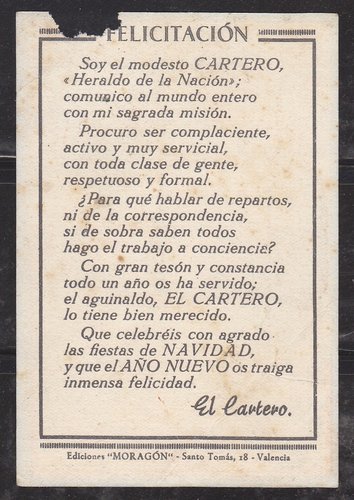 FELICITACIÓN
Soy el modesto CARTERO,
«Heraldo de la Nación»;
comunico al mundo entero
con mi sagrada misión.
Procuro ser complaciente,
activo y muy servicial,
con toda clase de gente,
respetuoso y formal.
¿Para qué hablar de repartos,
ni de la correspondencia,
si de sobra saben todos
hago el trabajo a conciencia?
Con gran tesón y constancia
todo un año os ha servido;
el aguinaldo, EL CARTERO,
lo tiene bien merecido.
Que celebréis con agrado
las fiestas de NAVIDAD,
y que el AÑO NUEVO os traiga
inmensa felicidad.
El Cartero.
Ediciones "MORAGÓN" - Santo Tomás, 18 - Valencia